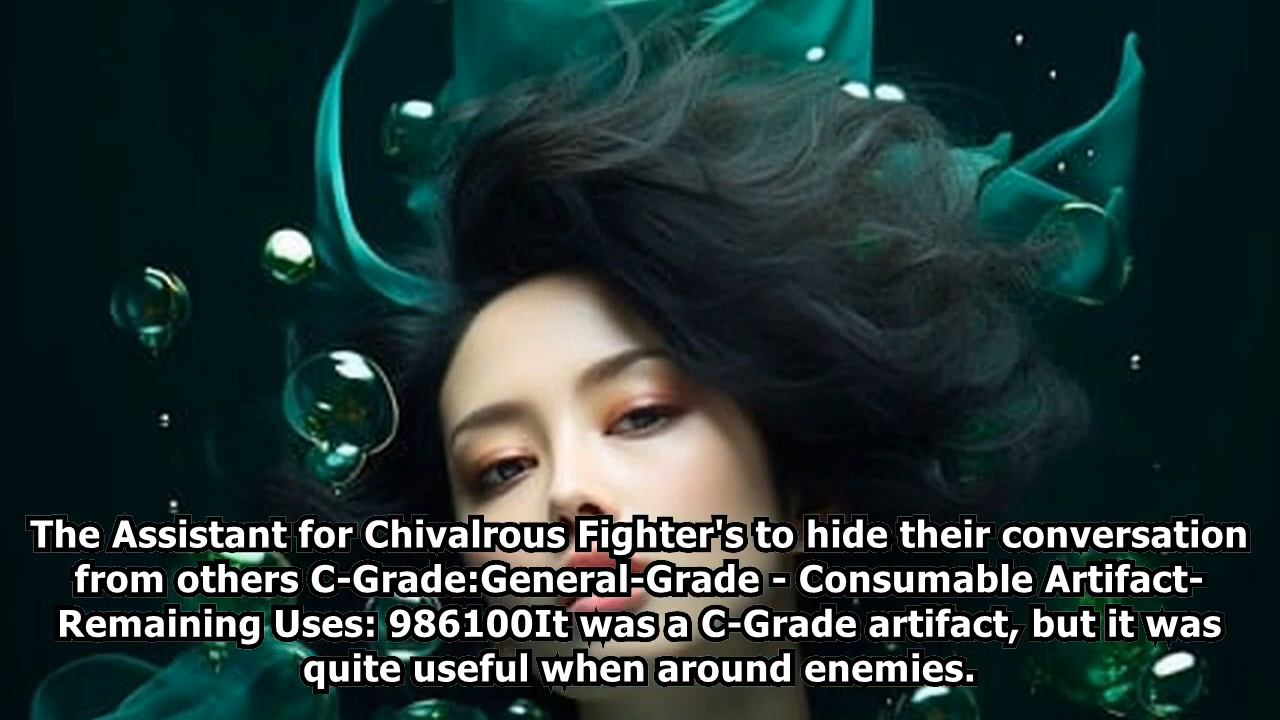 The Assistant for Chivalrous Fighter's to hide their conversation
from others C-Grade:General-Grade - Consumable Artifact-
Remaining Uses: 986100It was a C-Grade artifact, but it was
quite useful when around enemies.